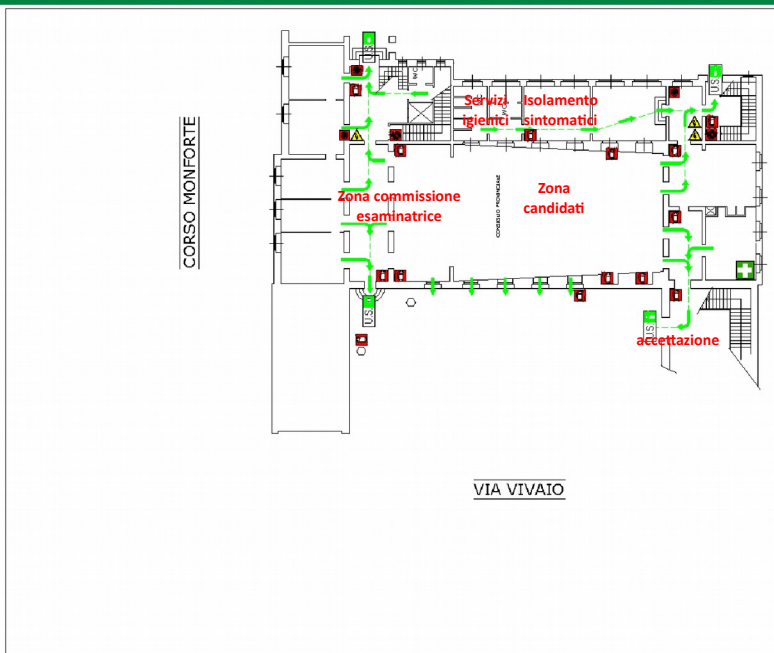 U.S.
U.S.
W.C.
Servizi
igienici
W.C.
Isolamento
sintomatici
CORSO MONFORTE
Zona commissione
esaminatrice
Zona
candidati
U.S.
U.S.
accettazione
VIA VIVAIO